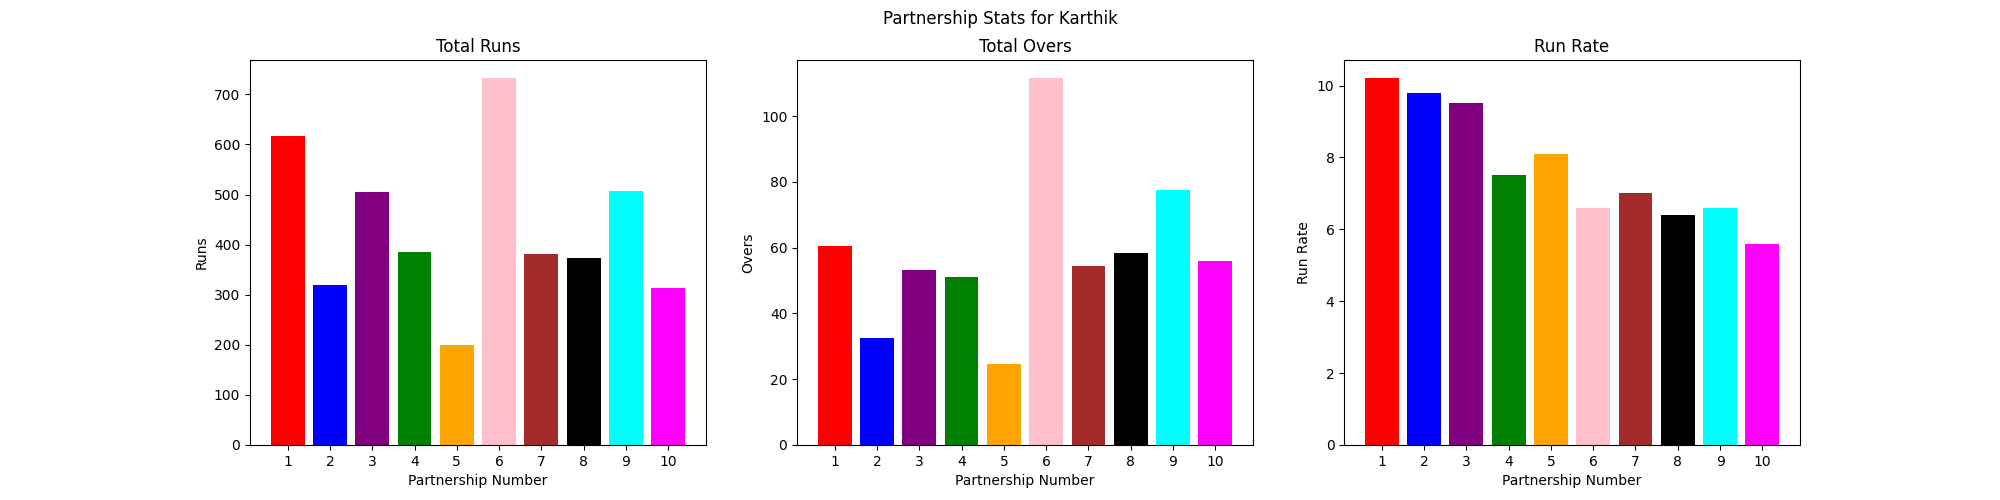 Partnership Stats for Karthik
Total Runs
Runs
700
600
500
400
300
200
100
0
1 2 3 4 5 6 7 8 9 10
Partnership Number
Total Overs
Overs
100
80
60
40
20
0
1 2 3 4 5 6 7 8 9 10
Partnership Number
Run Rate
Run Rate
10
8
6
4
2
0
1 2 3 4 5 6 7 8 9 10
Partnership Number